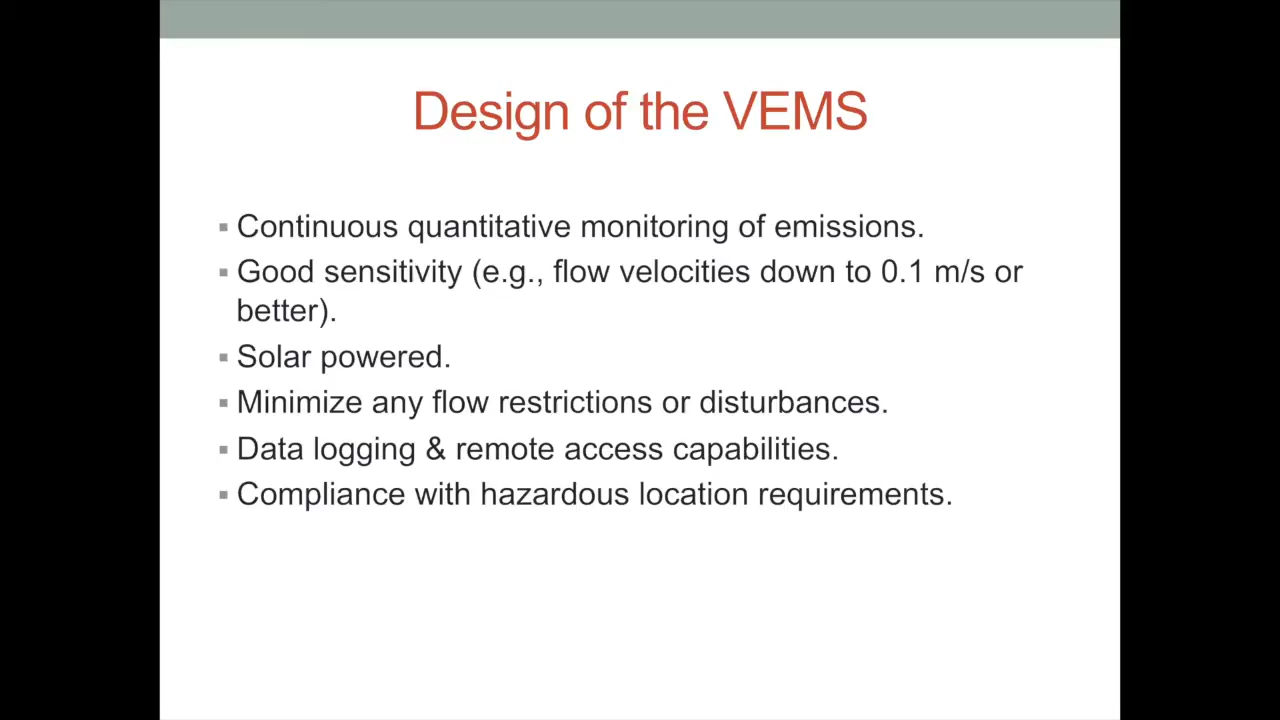 Design of the VEMS
▪ Continuous quantitative monitoring of emissions.
▪ Good sensitivity (e.g., flow velocities down to 0.1 m/s or
better).
▪ Solar powered.
▪ Minimize any flow restrictions or disturbances.
▪ Data logging & remote access capabilities.
▪ Compliance with hazardous location requirements.